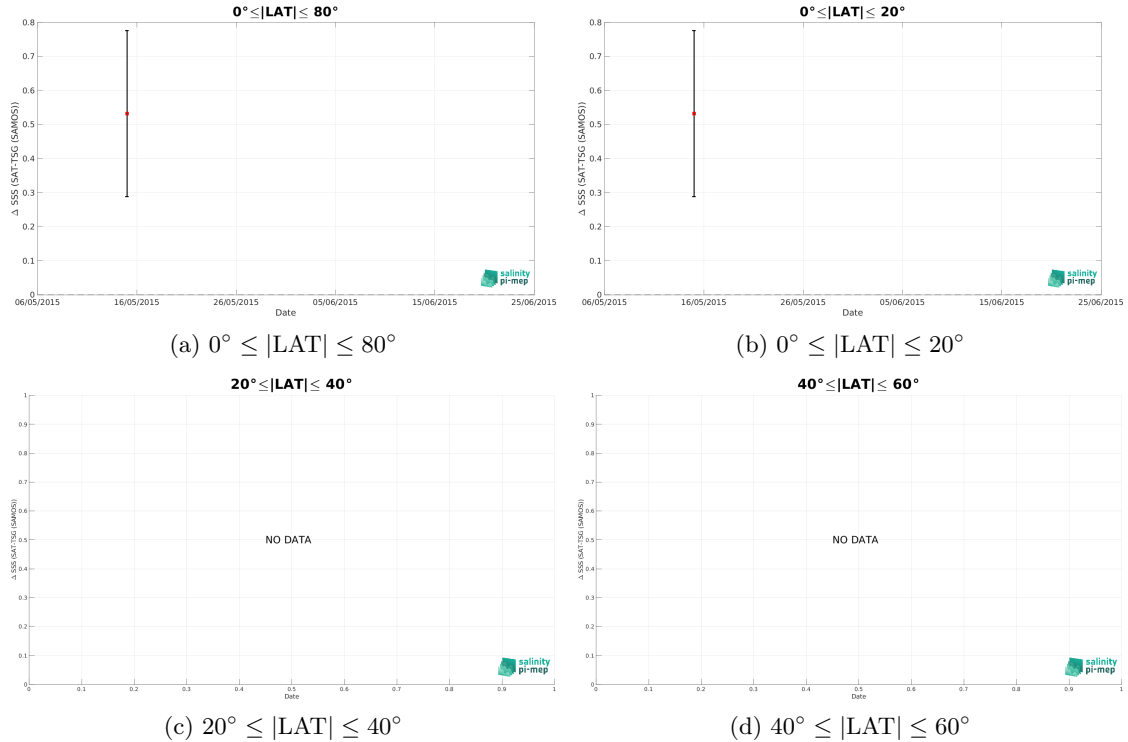 0°≤|LAT|≤ 80°
0.8
0.7
0.6
0.5
0.4
0.3
0.2
0.1
0
Δ SSS (SAT-TSG (SAMOS))
06/05/2015 16/05/2015 26/05/2015 05/06/2015 15/06/2015 25/06/2015
Date
salinity
pi-mep
(a) 0° ≤ |LAT| ≤ 80°
0°≤|LAT|≤ 20°
0.8
0.7
0.6
0.5
0.4
0.3
0.2
0.1
0
Δ SSS (SAT-TSG (SAMOS))
06/05/2015 16/05/2015 26/05/2015 05/06/2015 15/06/2015 25/06/2015
Date
salinity
pi-mep
(b) 0° ≤ |LAT| ≤ 20°
20°≤|LAT|≤ 40°
1
0.9
0.8
0.7
0.6
0.5
0.4
0.3
0.2
0.1
0
Δ SSS (SAT-TSG (SAMOS))
NO DATA
0 0.1 0.2 0.3 0.4 0.5 0.6 0.7 0.8 0.9 1
Date
salinity
pi-mep
(c) 20° ≤ |LAT| ≤ 40°
40°≤|LAT|≤ 60°
1
0.9
0.8
0.7
0.6
0.5
0.4
0.3
0.2
0.1
0
Δ SSS (SAT-TSG (SAMOS))
NO DATA
0 0.1 0.2 0.3 0.4 0.5 0.6 0.7 0.8 0.9 1
Date
salinity
pi-mep
(d) 40° ≤ |LAT| ≤ 60°